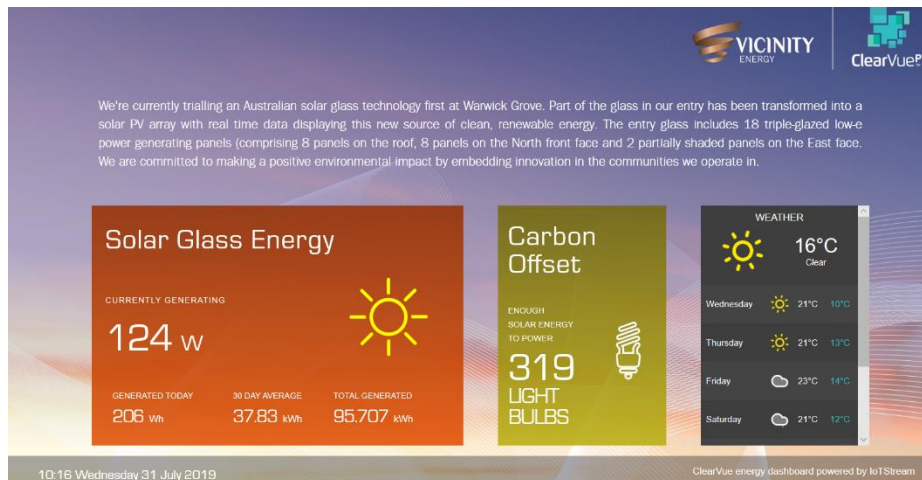 VICINITY
ENERGY
ClearVuePV
We're currently trialling an Australian solar glass technology first at Warwick Grove. Part of the glass in our entry has been transformed into a
solar PV array with real time data displaying this new source of clean, renewable energy. The entry glass includes 18 triple-glazed low-e
power generating panels (comprising 8 panels on the roof, 8 panels on the North front face and 2 partially shaded panels on the East face.
We are committed to making a positive environmental impact by embedding innovation in the communities we operate in.
Solar Glass Energy
CURRENTLY GENERATING
124 W
GENERATED TODAY 30 DAY AVERAGE TOTAL GENERATED
206 Wh 37.83 kWh 95.707 kWh
Carbon
Offset
ENOUGH
SOLAR ENERGY
TO POWER
319
LIGHT
BULBS
WEATHER
16°C
Clear
Wednesday 21°C 10°C
Thursday 21°C 13°C
Friday 23°C 14°C
Saturday 21°C 12°C
10:16 Wednesday 31 July 2019
ClearVue energy dashboard powered by IoTStream